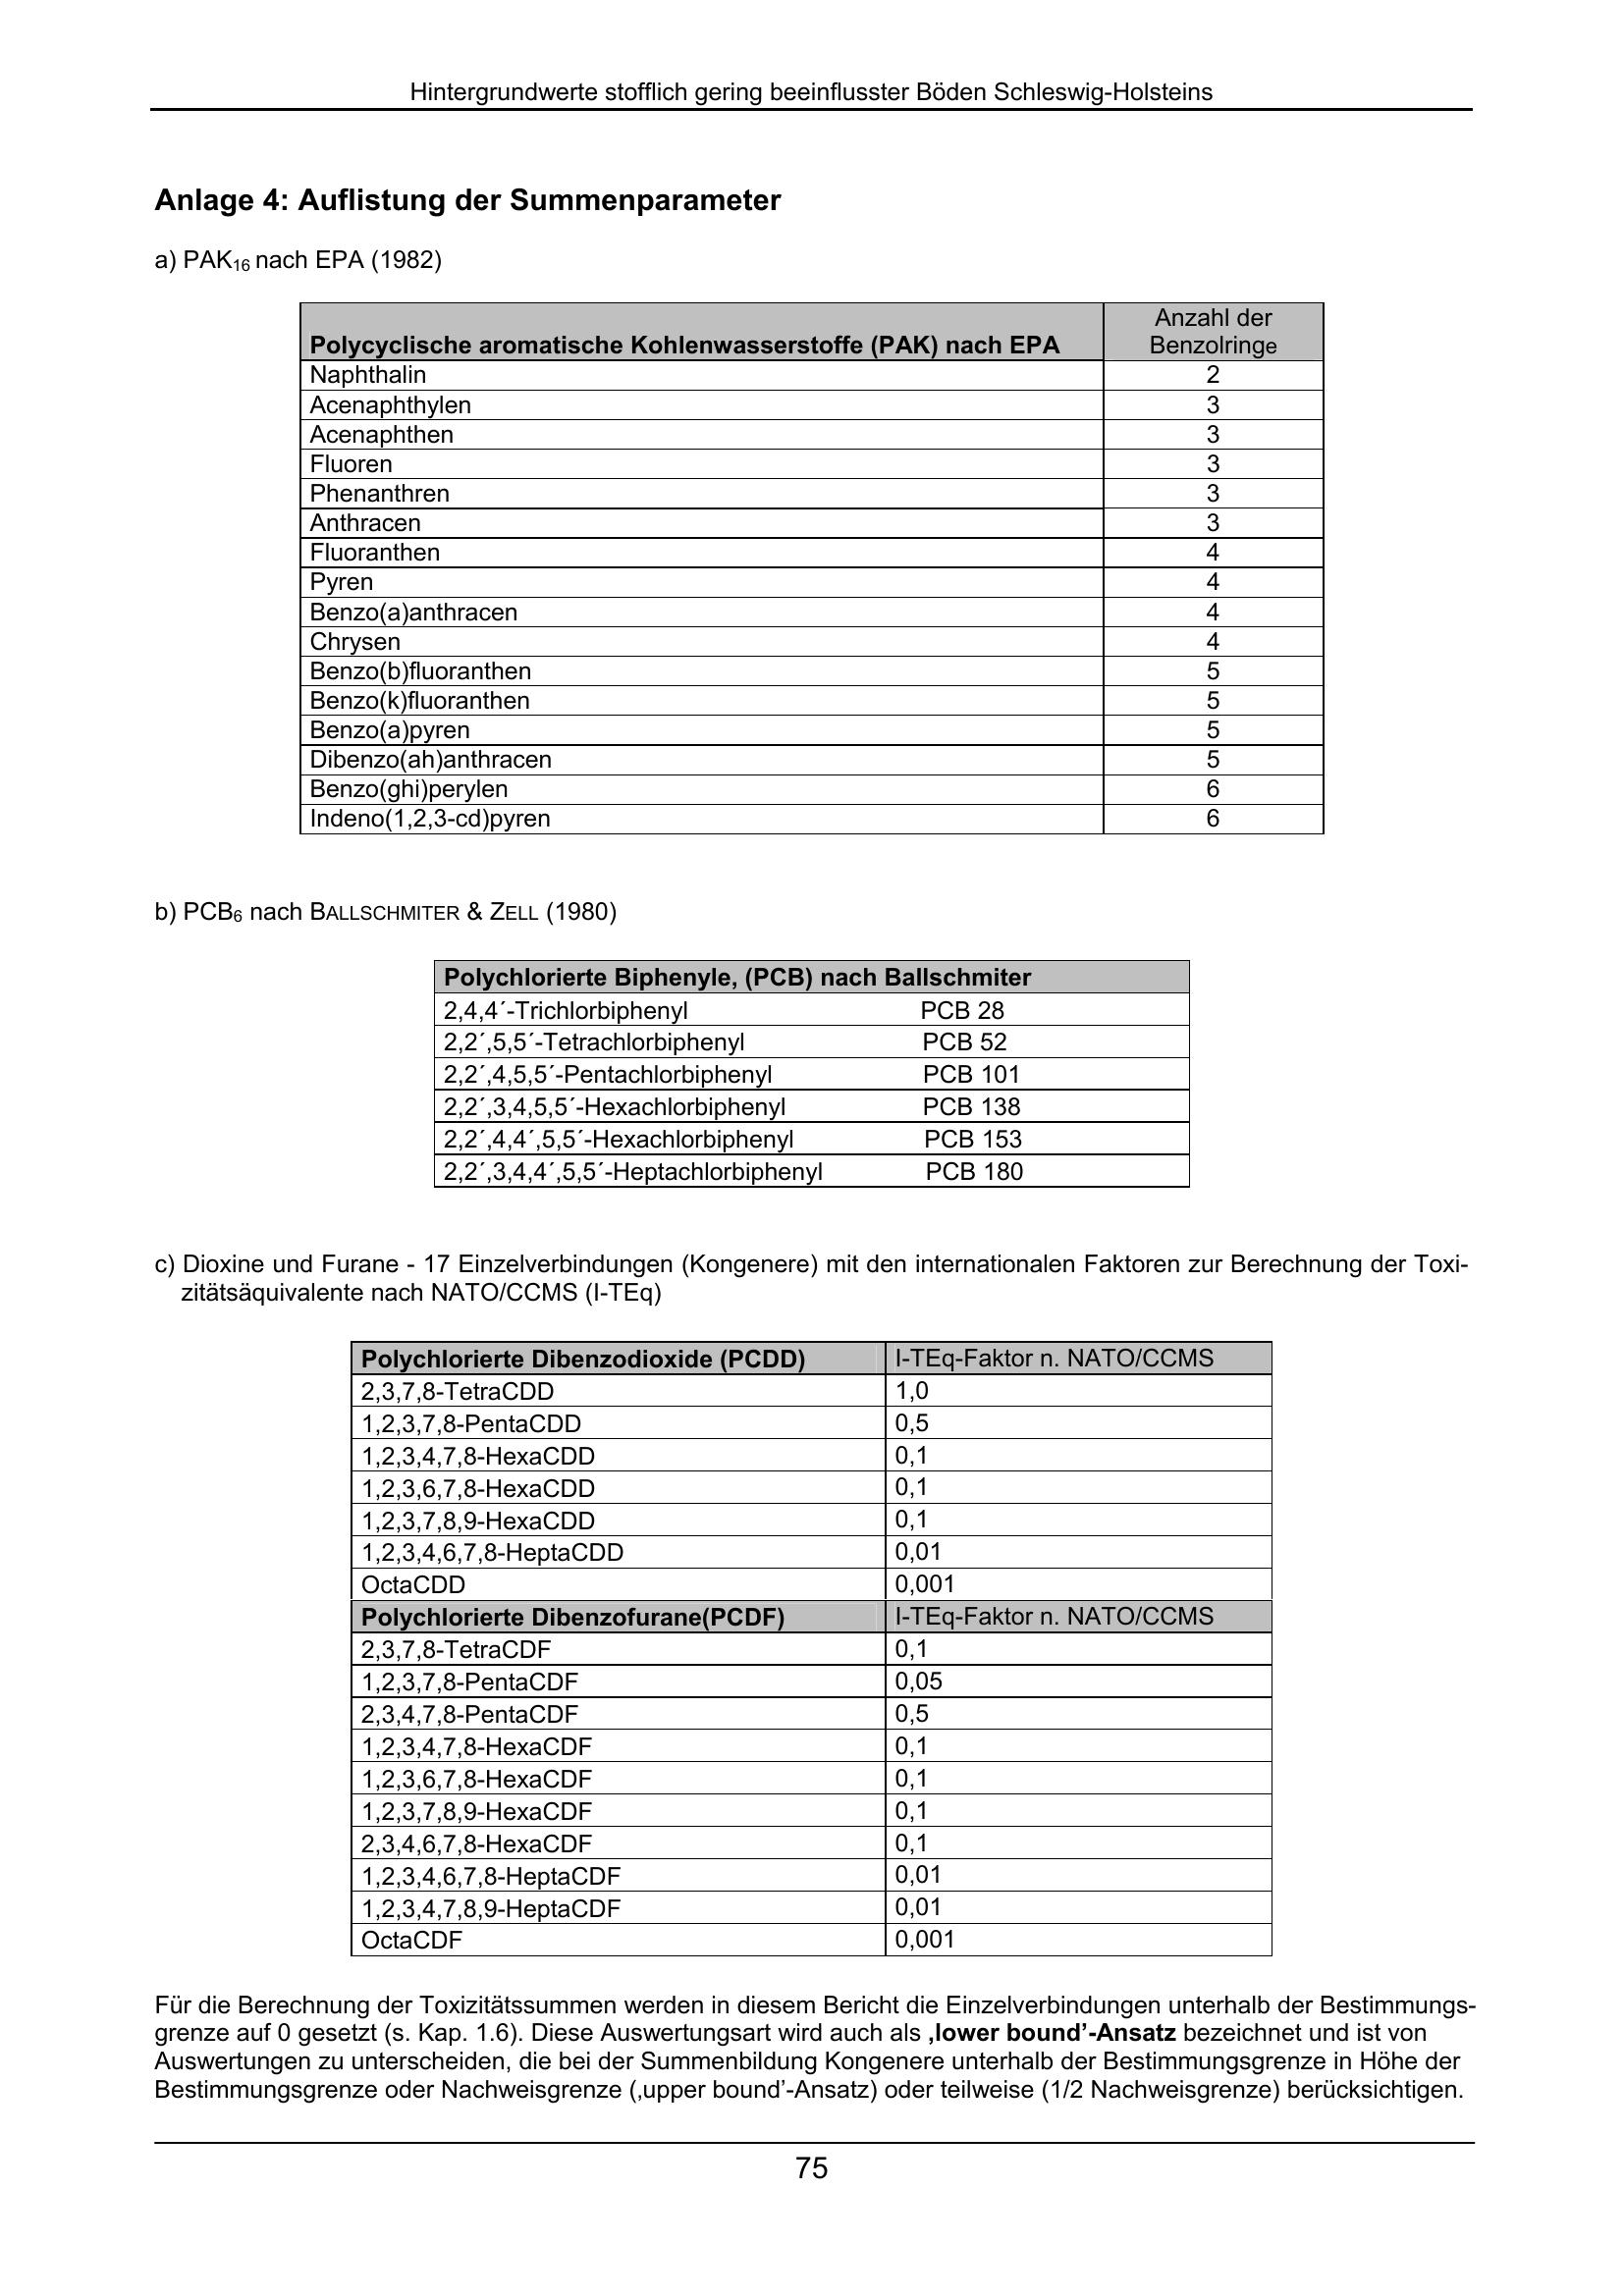 Hintergrundwerte stofflich gering beeinflusster Böden Schleswig-Holsteins
Anlage 4: Auflistung der Summenparameter
a) PAK16 nach EPA (1982)
Polycyclische aromatische Kohlenwasserstoffe (PAK) nach EPA Anzahl der Benzolringe
Naphthalin 2
Acenaphthylen 3
Acenaphthen 3
Fluoren 3
Phenanthren 3
Anthracen 3
Fluoranthen 4
Pyren 4
Benzo(a)anthracen 4
Chrysen 4
Benzo(b)fluoranthen 5
Benzo(k)fluoranthen 5
Benzo(a)pyren 5
Dibenzo(ah)anthracen 5
Benzo(ghi)perylen 6
Indeno(1,2,3-cd)pyren 6
b) PCB6 nach BALLSCHMITER & ZELL (1980)
Polychlorierte Biphenyle, (PCB) nach Ballschmiter
2,4,4´-Trichlorbiphenyl PCB 28
2,2´,5,5´-Tetrachlorbiphenyl PCB 52
2,2´,4,5,5´-Pentachlorbiphenyl PCB 101
2,2´,3,4,5,5´-Hexachlorbiphenyl PCB 138
2,2´,4,4´,5,5´-Hexachlorbiphenyl PCB 153
2,2´,3,4,4´,5,5´-Heptachlorbiphenyl PCB 180
c) Dioxine und Furane - 17 Einzelverbindungen (Kongenere) mit den internationalen Faktoren zur Berechnung der Toxi-
zitätsäquivalente nach NATO/CCMS (I-TEq)
Polychlorierte Dibenzodioxide (PCDD) I-TEq-Faktor n. NATO/CCMS
2,3,7,8-TetraCDD 1,0
1,2,3,7,8-PentaCDD 0,5
1,2,3,4,7,8-HexaCDD 0,1
1,2,3,6,7,8-HexaCDD 0,1
1,2,3,7,8,9-HexaCDD 0,1
1,2,3,4,6,7,8-HeptaCDD 0,01
OctaCDD 0,001
Polychlorierte Dibenzofurane(PCDF) I-TEq-Faktor n. NATO/CCMS
2,3,7,8-TetraCDF 0,1
1,2,3,7,8-PentaCDF 0,05
2,3,4,7,8-PentaCDF 0,5
1,2,3,4,7,8-HexaCDF 0,1
1,2,3,6,7,8-HexaCDF 0,1
1,2,3,7,8,9-HexaCDF 0,1
2,3,4,6,7,8-HexaCDF 0,1
1,2,3,4,6,7,8-HeptaCDF 0,01
1,2,3,4,7,8,9-HeptaCDF 0,01
OctaCDF 0,001
Für die Berechnung der Toxizitätssummen werden in diesem Bericht die Einzelverbindungen unterhalb der Bestimmungs-
grenze auf 0 gesetzt (s. Kap. 1.6). Diese Auswertungsart wird auch als ‚lower bound’-Ansatz bezeichnet und ist von
Auswertungen zu unterscheiden, die bei der Summenbildung Kongenere unterhalb der Bestimmungsgrenze in Höhe der
Bestimmungsgrenze oder Nachweisgrenze (‚upper bound’-Ansatz) oder teilweise (1/2 Nachweisgrenze) berücksichtigen.
75